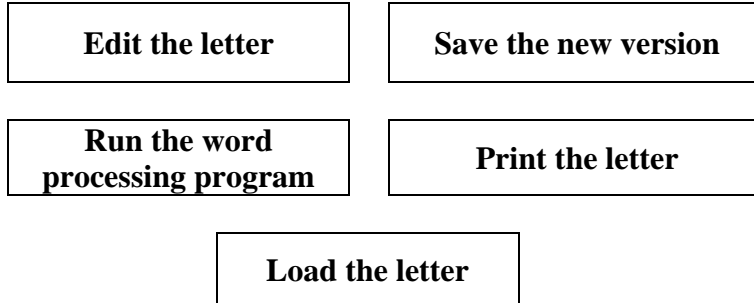 Edit the letter
Save the new version
Run the word
processing program
Print the letter
Load the letter